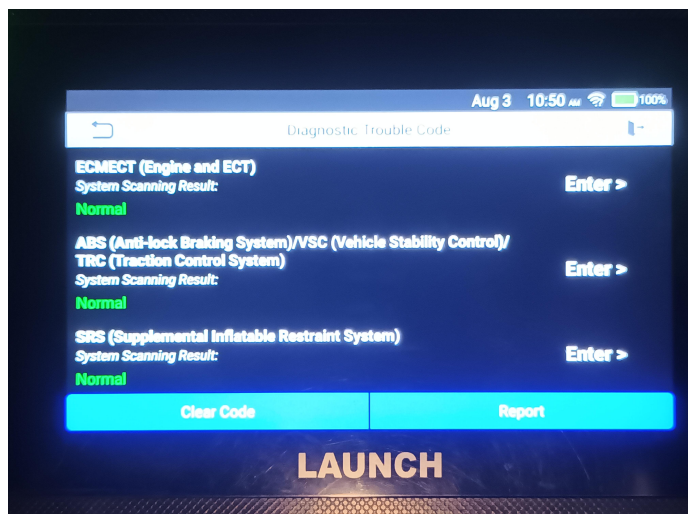 Aug 3 10:50 AM 100%
Diagnostic Trouble Code
ECMECT (Engine and ECT)
System Scanning Result:
Enter >
Normal
ABS (Anti-lock Braking System)/VSC (Vehicle Stability Control)/
TRC (Traction Control System)
System Scanning Result:
Enter >
Normal
SRS (Supplemental Inflatable Restraint System)
System Scanning Result:
Enter >
Normal
Clear Code
Report
LAUNCH